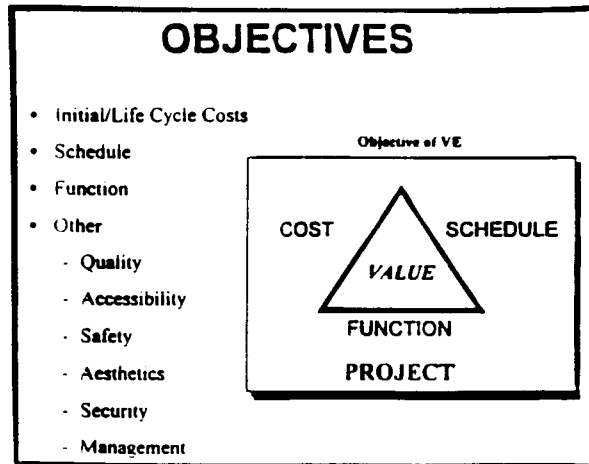 OBJECTIVES
• Initial/Life Cycle Costs
• Schedule
• Function
• Other
- Quality
- Accessibility
- Safety
- Aesthetics
- Security
- Management
Objective of VE
COST
SCHEDULE
VALUE
FUNCTION
PROJECT